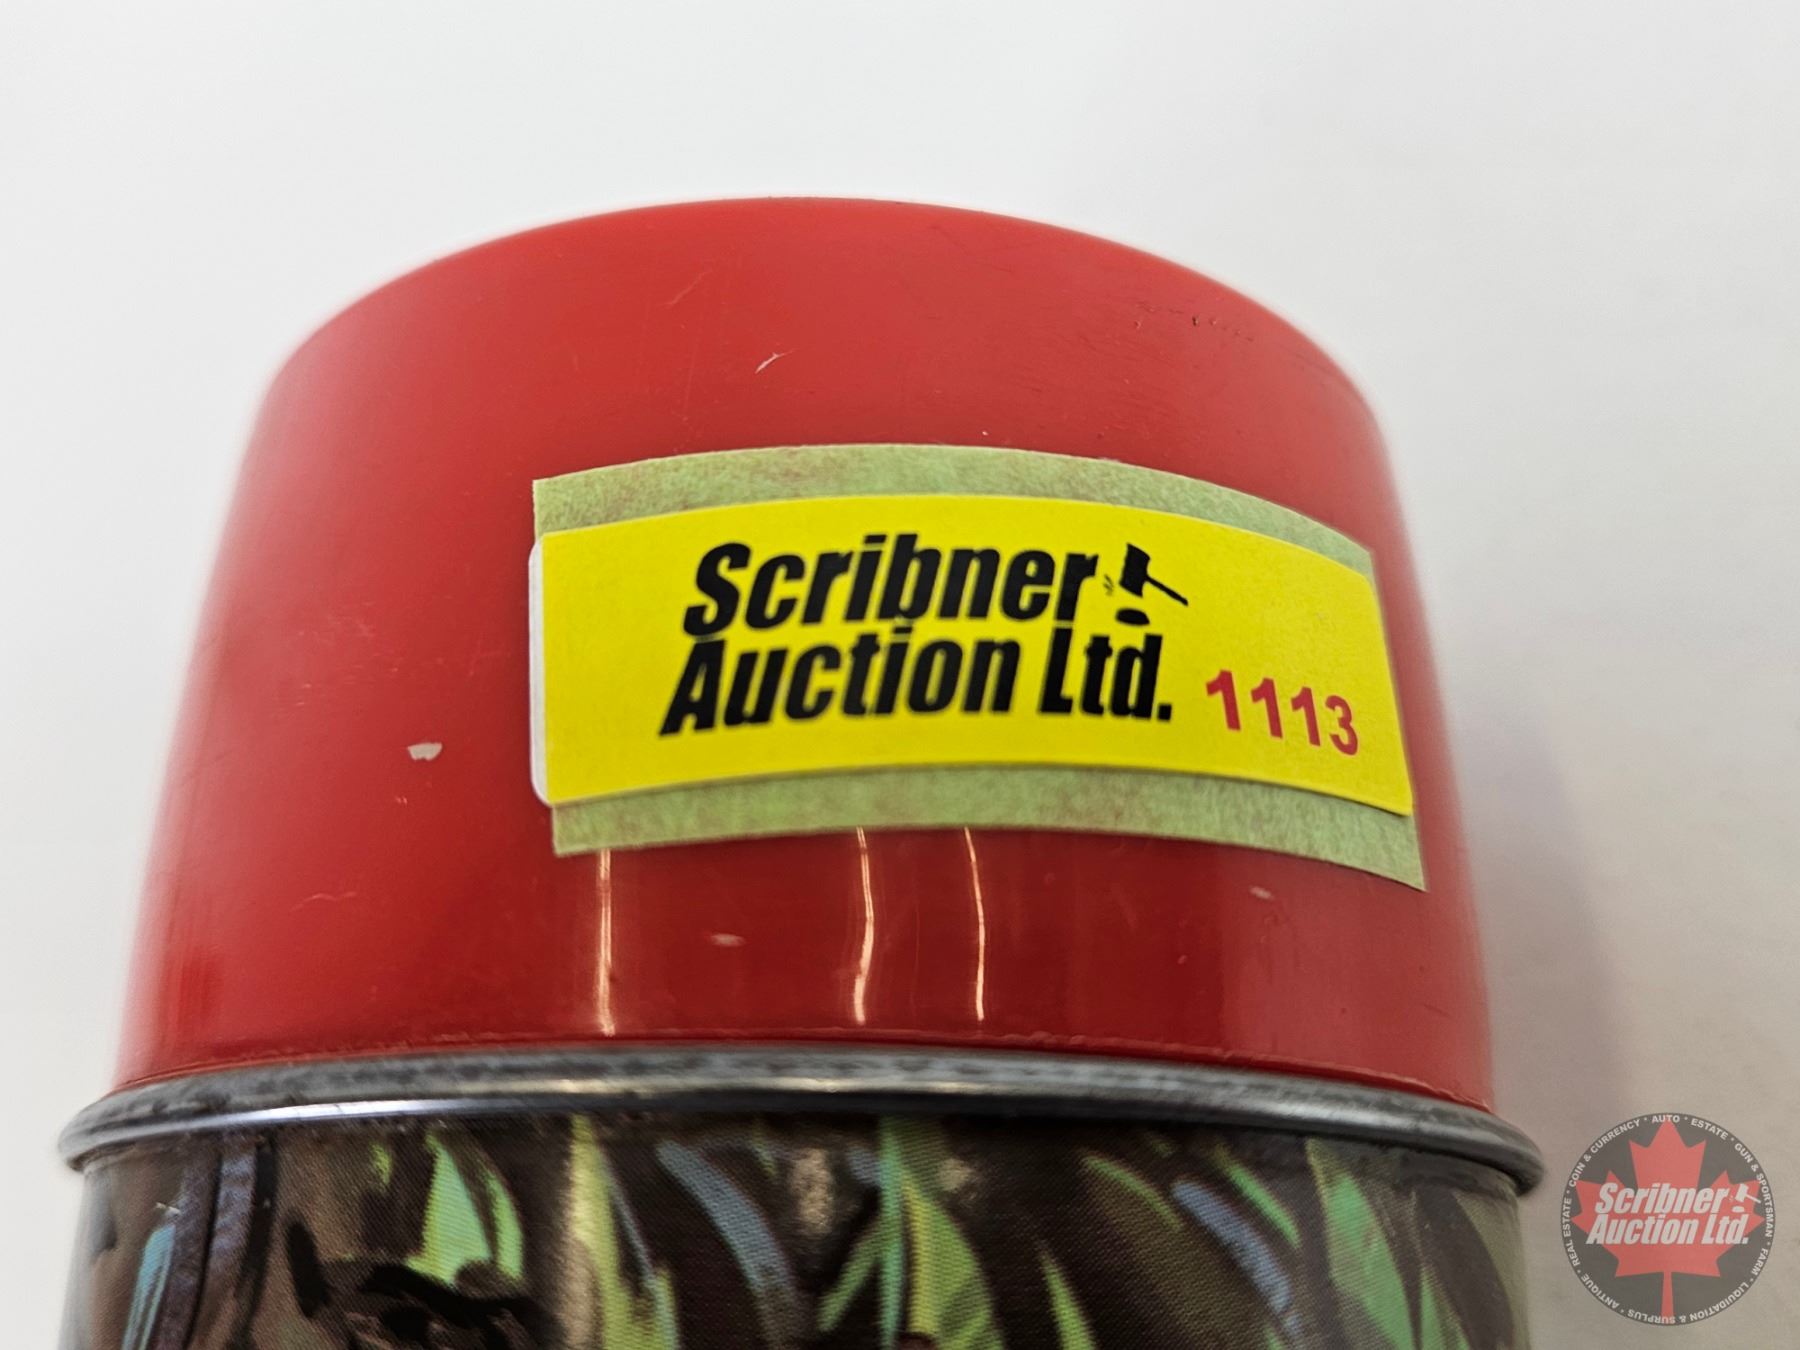 Scribner
Auction Ltd. 1113
COIN & CURRENCY • AUTO • ESTATE • GUN & SPORTSMAN • FARM • LIQUIDATION & SURPLUS • ANTIQUE • REAL ESTATE •
Scribner
Auction Ltd.